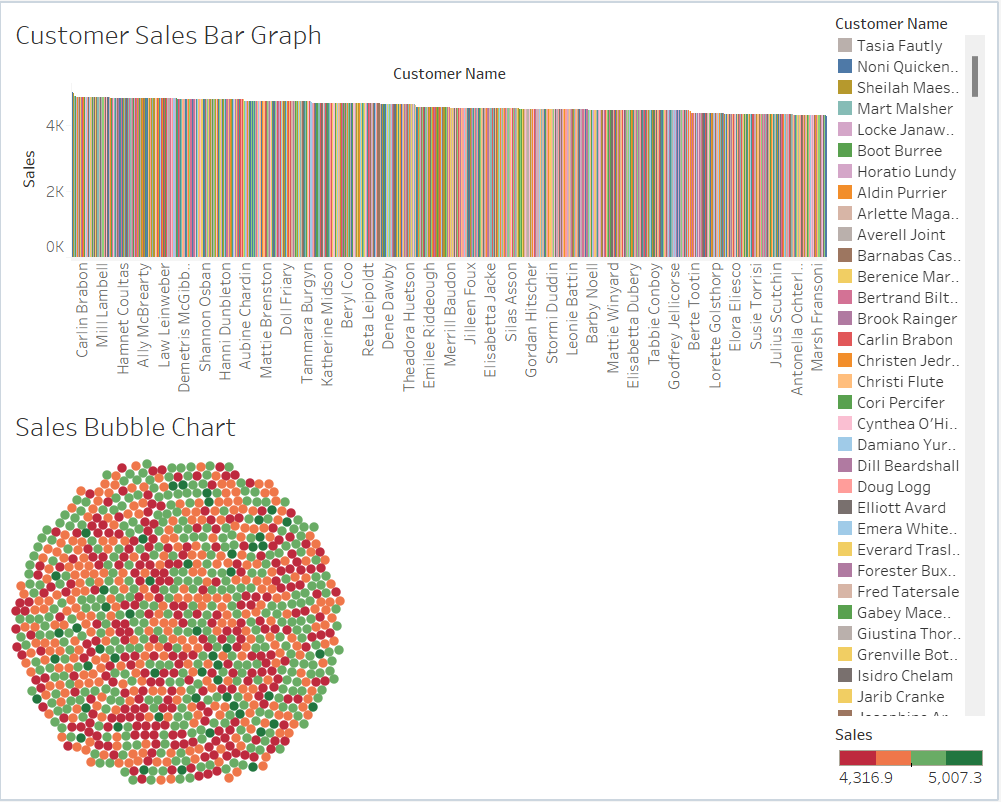 Customer Sales Bar Graph
Customer Name
Sales
4K
2K
0K
Carlin Brabon
Mill Lambell
Hamnet Coultas
Ally McBrearty
Law Leinweber
Demetris McGibb..
Shannon Osban
Hanni Dunbleton
Aubine Chardin
Mattie Brenston
Doll Friary
Tammara Burgyn
Katherine Midson
Beryl Coo
Reta Leipoldt
Dene Dawby
Theadora Huetson
Emilee Riddeough
Merrill Baudon
Jilleen Foux
Elisabetta Jacke
Silas Asson
Gordan Hitscher
Stormi Duddin
Leonie Battin
Barby Noell
Mattie Winyard
Elisabetta Dubery
Tabbie Conboy
Godfrey Jellicorse
Berte Tootin
Lorette Golsthorp
Elora Eliesco
Susie Torrisi
Julius Scutchin
Antonella Ochterl..
Marsh Fransoni
Sales Bubble Chart
Customer Name
Tasia Fautly
Noni Quicken..
Sheilah Maes..
Mart Malsher
Locke Janaw..
Boot Burree
Horatio Lundy
Aldin Purrier
Arlette Maga..
Averell Joint
Barnabas Cas..
Berenice Mar..
Bertrand Bilt..
Brook Rainger
Carlin Brabon
Christen Jedr..
Christi Flute
Cori Percifer
Cynthea O'Hi..
Damiano Yur..
Dill Beardshall
Doug Logg
Elliott Avard
Emera White..
Everard Trasl..
Forester Bux..
Fred Tatersale
Gabey Mace..
Giustina Thor..
Grenville Bot..
Isidro Chelam
Jarib Cranke
Sales
4,316.9 5,007.3